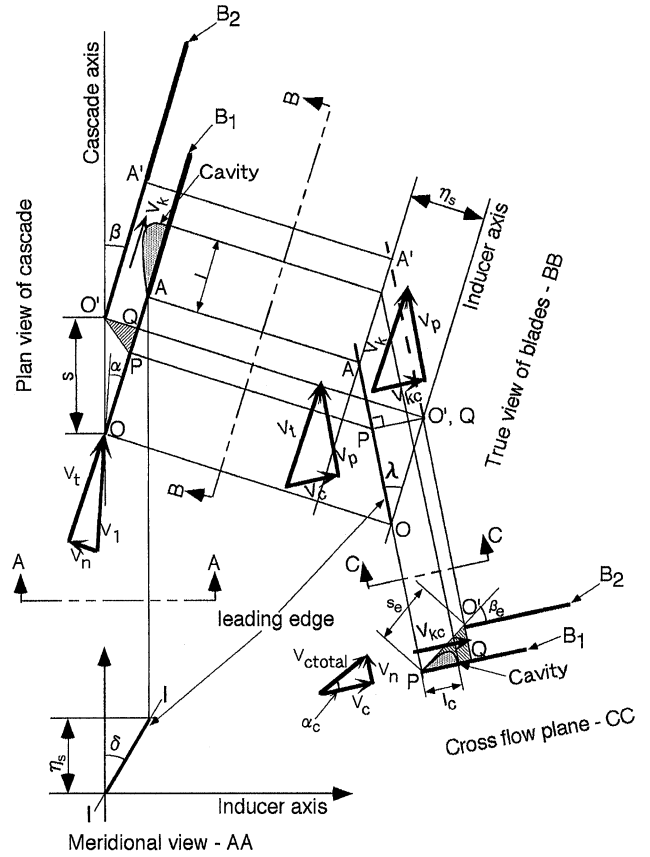 B2
Cascade axis
B
B1
Cavity
A'
Vk
ηs
Inducer axis
β
A'
Plan view of cascade
l
A
Vk
Vp
True view of blades - BB
O'
Q
A
Vkc
s
P
α
O', Q
Vt
P
Vp
O
λ
B
Vc
Vt
O
V1
Vn
C
C
A
A
se
O'
βe
B2
leading edge
Vkc
Q
B1
Vctotal
Vn
P
Cavity
Vc
lc
αc
I
Cross flow plane - CC
ηs
δ
I
Inducer axis
Meridional view - AA